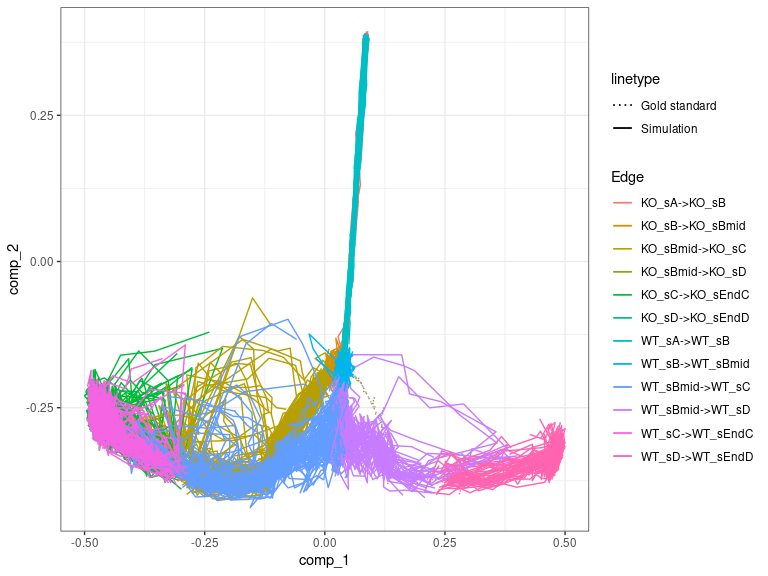 0.25
0.00
-0.25
-0.50
-0.25
0.00
0.25
0.50
comp_1
comp_2
linetype
Gold standard
Simulation
Edge
KO_sA->KO_sB
KO_sB->KO_sBmid
KO_sBmid->KO_sC
KO_sBmid->KO_sD
KO_sC->KO_sEndC
KO_sD->KO_sEndD
WT_sA->WT_sB
WT_sB->WT_sBmid
WT_sBmid->WT_sC
WT_sBmid->WT_sD
WT_sC->WT_sEndC
WT_sD->WT_sEndD